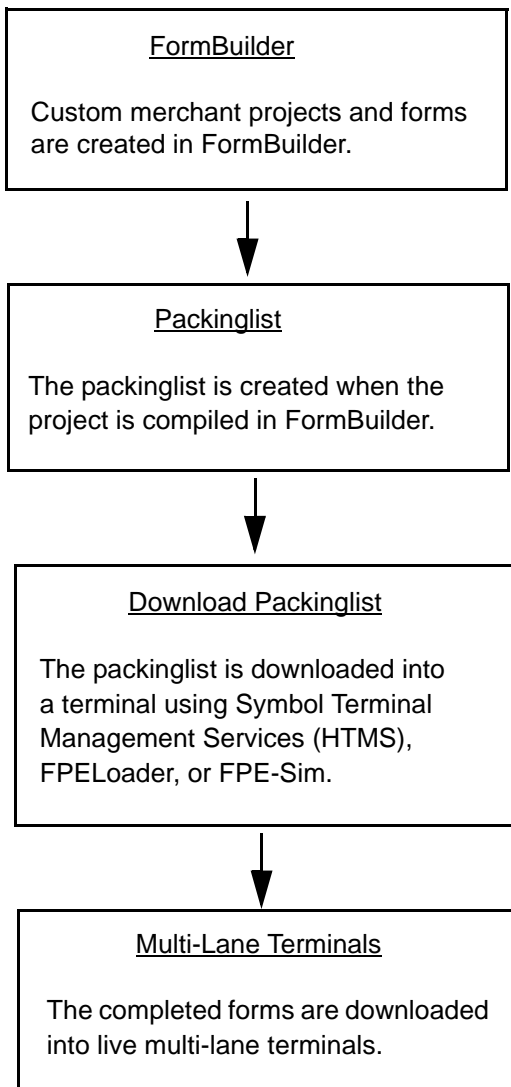 FormBuilder
Custom merchant projects and forms
are created in FormBuilder.
Packinglist
The packinglist is created when the
project is compiled in FormBuilder.
Download Packinglist
The packinglist is downloaded into
a terminal using Symbol Terminal
Management Services (HTMS),
FPELoader, or FPE-Sim.
Multi-Lane Terminals
The completed forms are downloaded
into live multi-lane terminals.